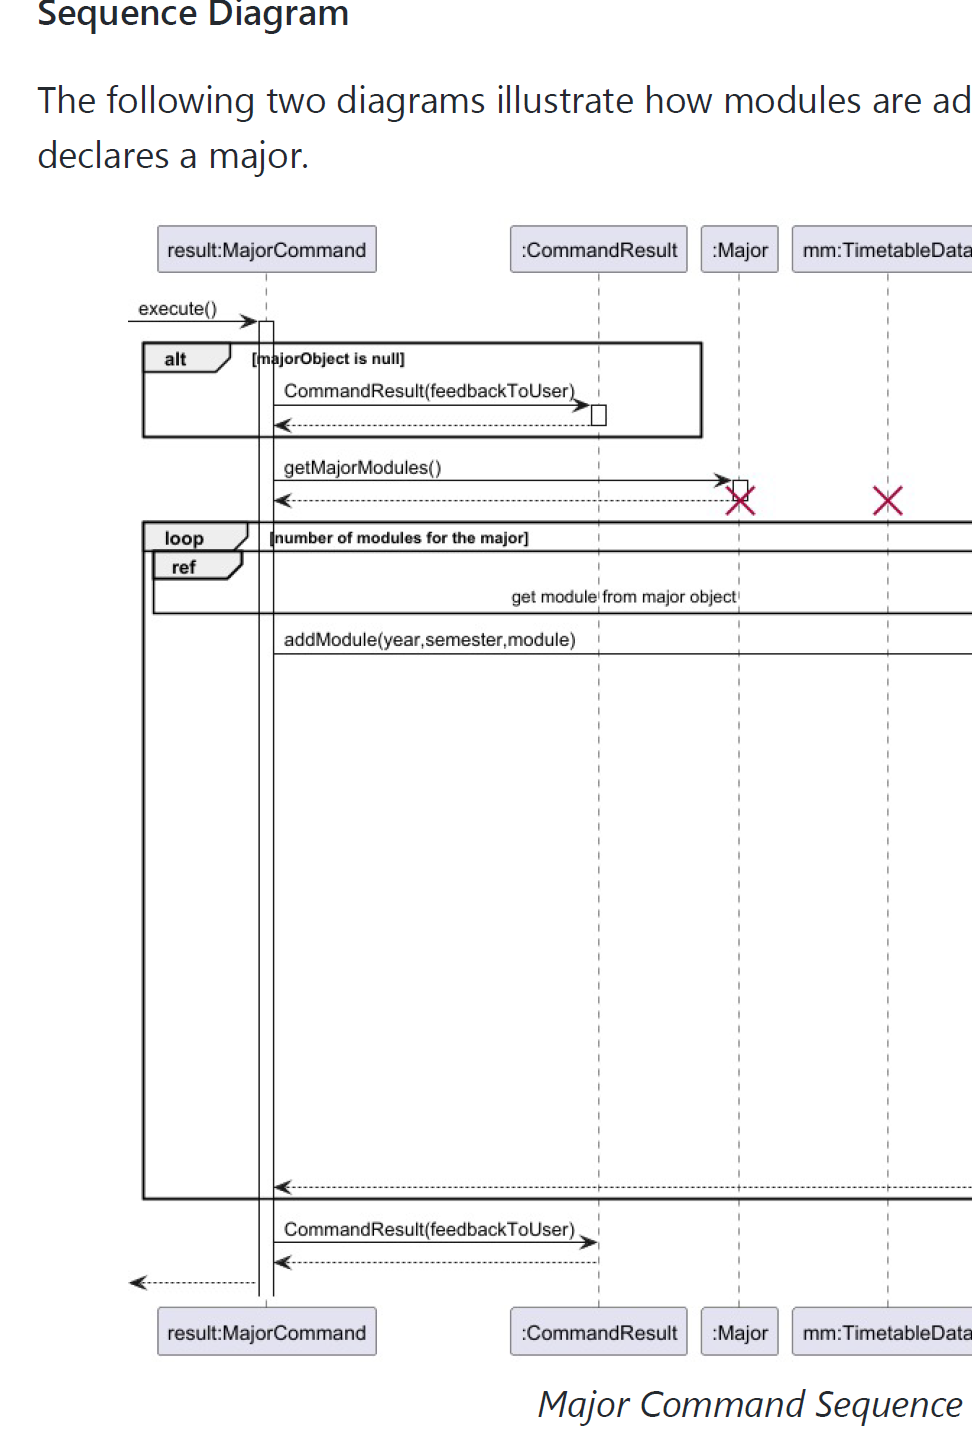 Sequence Diagram
The following two diagrams illustrate how modules are ad
declares a major.
result:MajorCommand :CommandResult :Major mm:TimetableData
execute()
alt [majorObject is null]
CommandResult(feedbackToUser)
getMajorModules()
loop [number of modules for the major]
ref
get module from major object
addModule(year,semester,module)
CommandResult(feedbackToUser)
result:MajorCommand :CommandResult :Major mm:TimetableData
Major Command Sequence